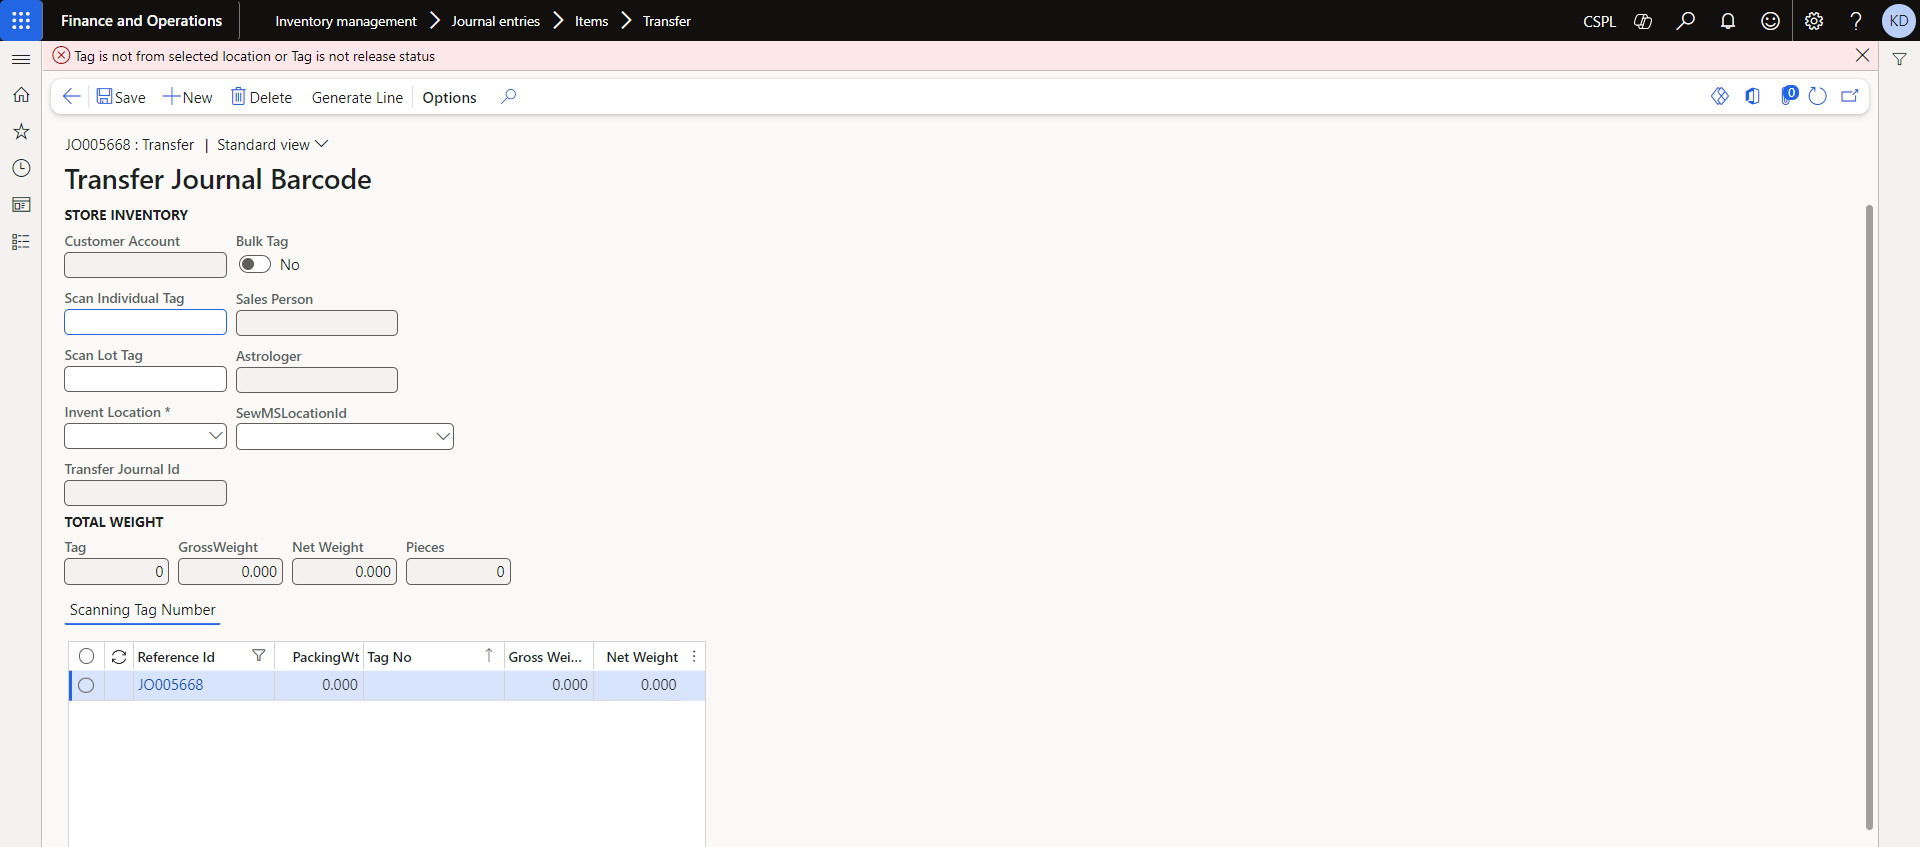 Finance and Operations
Inventory management > Journal entries > Items > Transfer
CSPL
KD
Tag is not from selected location or Tag is not release status
Save
New
Delete
Generate Line
Options
0
JO005668 : Transfer | Standard view
Transfer Journal Barcode
STORE INVENTORY
Customer Account
Bulk Tag
No
Scan Individual Tag
Sales Person
Scan Lot Tag
Astrologer
Invent Location *
SewMSLocationId
Transfer Journal Id
TOTAL WEIGHT
Tag GrossWeight Net Weight Pieces
0 0.000 0.000 0
Scanning Tag Number
Reference Id PackingWt Tag No Gross Wei... Net Weight
JO005668 0.000 0.000 0.000